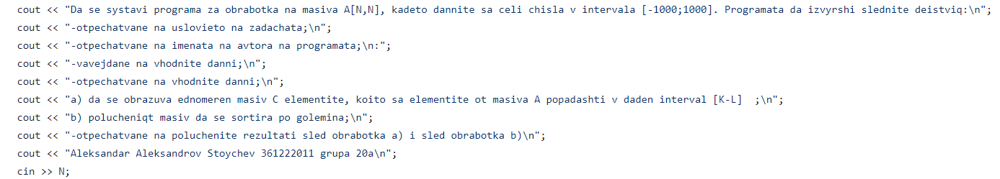 cout << "Da se systavi programa za obrabotka na masiva A[N,N], kadeto dannite sa celi chisla v intervala [-1000;1000]. Programata da izvyrshi slednite deistviq:\n";
cout << "-otpechatvane na uslovieto na zadachata;\n";
cout << "-otpechatvane na imenata na avtora na programata;\n:";
cout << "-vavejdane na vhodnite danni;\n";
cout << "-otpechatvane na vhodnite danni;\n";
cout << "a) da se obrazuva ednomeren masiv C elementite, koito sa elementite ot masiva A popadashti v daden interval [K-L]  ;\n";
cout << "b) polucheniqt masiv da se sortira po golemina;\n";
cout << "-otpechatvane na poluchenite rezultati sled obrabotka a) i sled obrabotka b)\n";
cout << "Aleksandar Aleksandrov Stoychev 361222011 grupa 20a\n";
cin >> N;